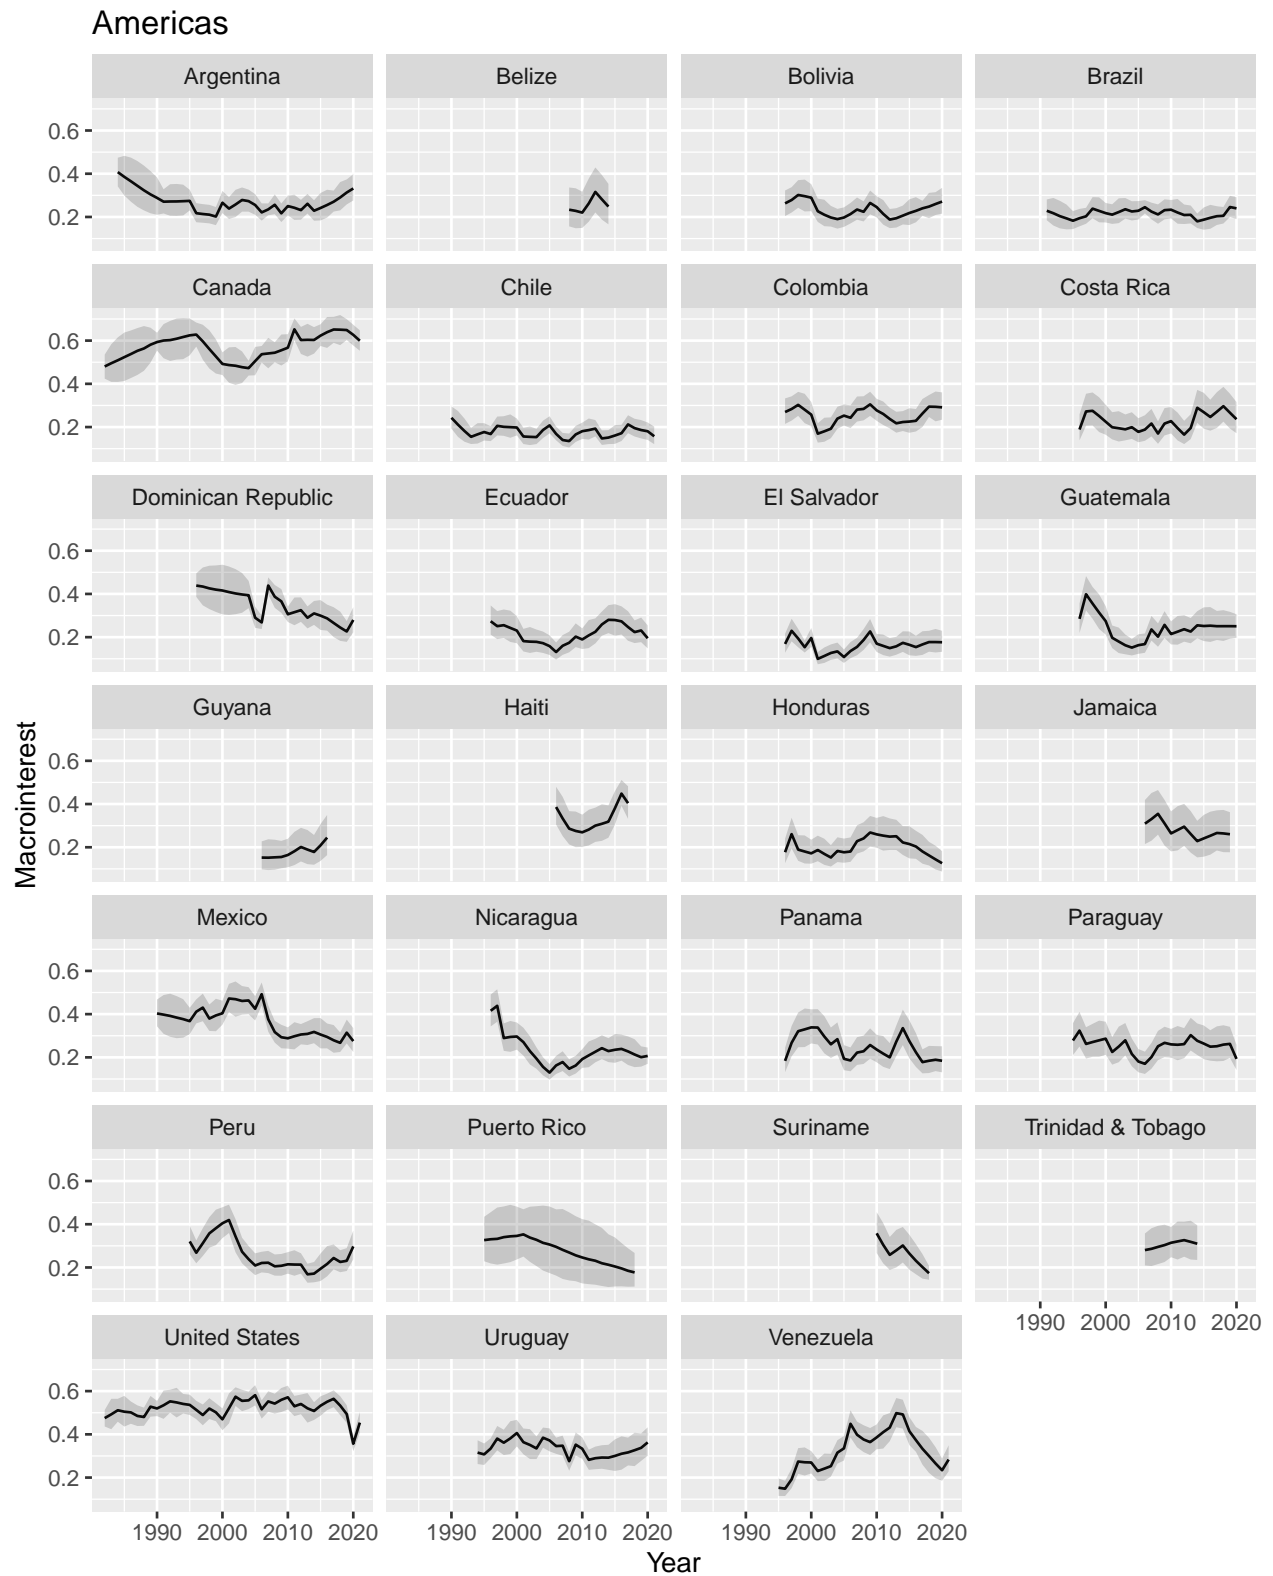 Americas
Argentina Belize Bolivia Brazil
0.6
0.4
0.2
Canada Chile Colombia Costa Rica
0.6
0.4
0.2
Dominican Republic Ecuador El Salvador Guatemala
0.6
0.4
0.2
Guyana Haiti Honduras Jamaica
0.6
0.4
0.2
Macrointerest
Mexico Nicaragua Panama Paraguay
0.6
0.4
0.2
Peru Puerto Rico Suriname Trinidad & Tobago
0.6
0.4
0.2
1990 2000 2010 2020
United States Uruguay Venezuela
0.6
0.4
0.2
1990 2000 2010 2020 1990 2000 2010 2020 1990 2000 2010 2020
Year